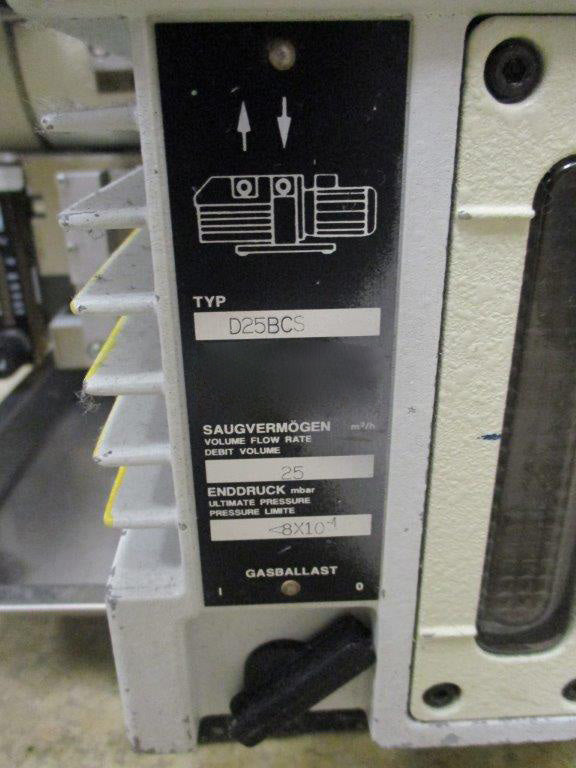 TYP
D25BCS
SAUGVERMÖGEN m³/h
VOLUME FLOW RATE
DEBIT VOLUME
25
ENDDRUCK mbar
ULTIMATE PRESSURE
PRESSURE LIMITE
<8X10⁻⁴
GASBALLAST
I O